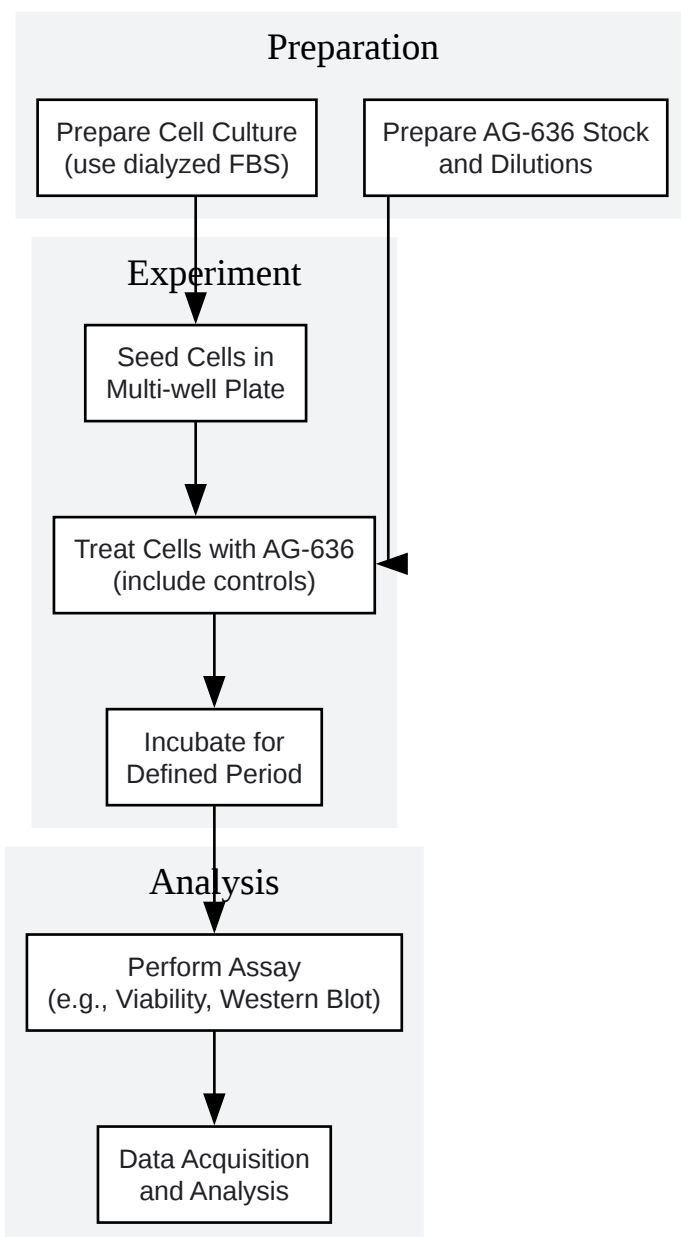 Preparation
Prepare Cell Culture
(use dialyzed FBS)
Prepare AG-636 Stock
and Dilutions
Experiment
Seed Cells in
Multi-well Plate
Treat Cells with AG-636
(include controls)
Incubate for
Defined Period
Analysis
Perform Assay
(e.g., Viability, Western Blot)
Data Acquisition
and Analysis